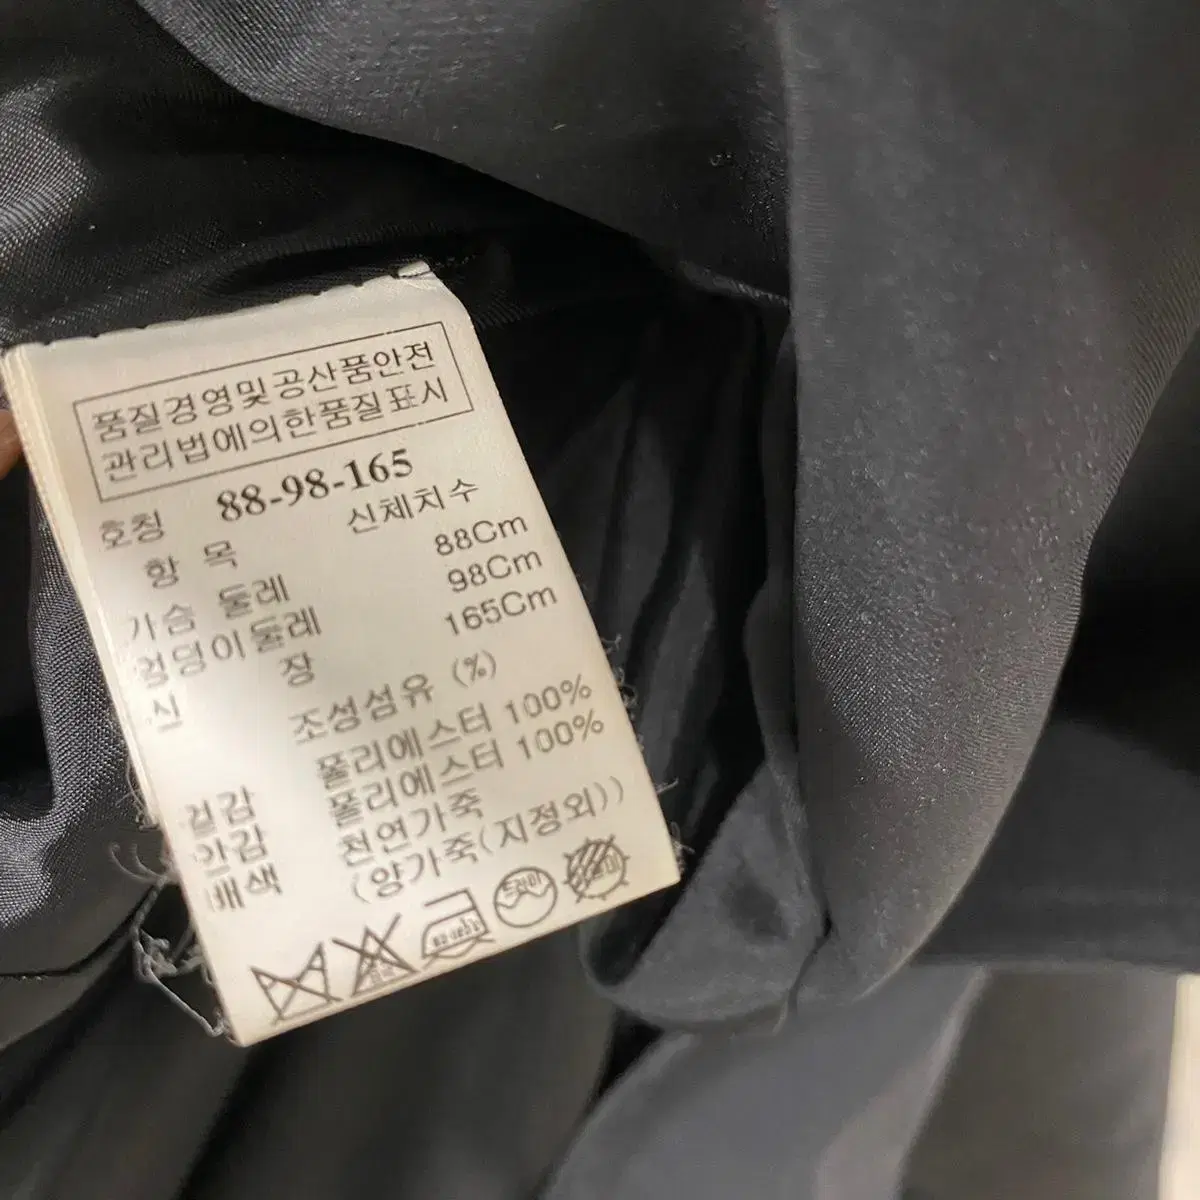 품질경영및공산품안전
관리법에의한품질표시
호칭 88-98-165
항 목 신체치수
가슴 둘레 88Cm
엉덩이둘레 98Cm
신 장 165Cm
조성섬유 (%)
겉감 폴리에스터 100%
안감 폴리에스터 100%
배색 천연가죽
(양가죽(지정외))
드라이